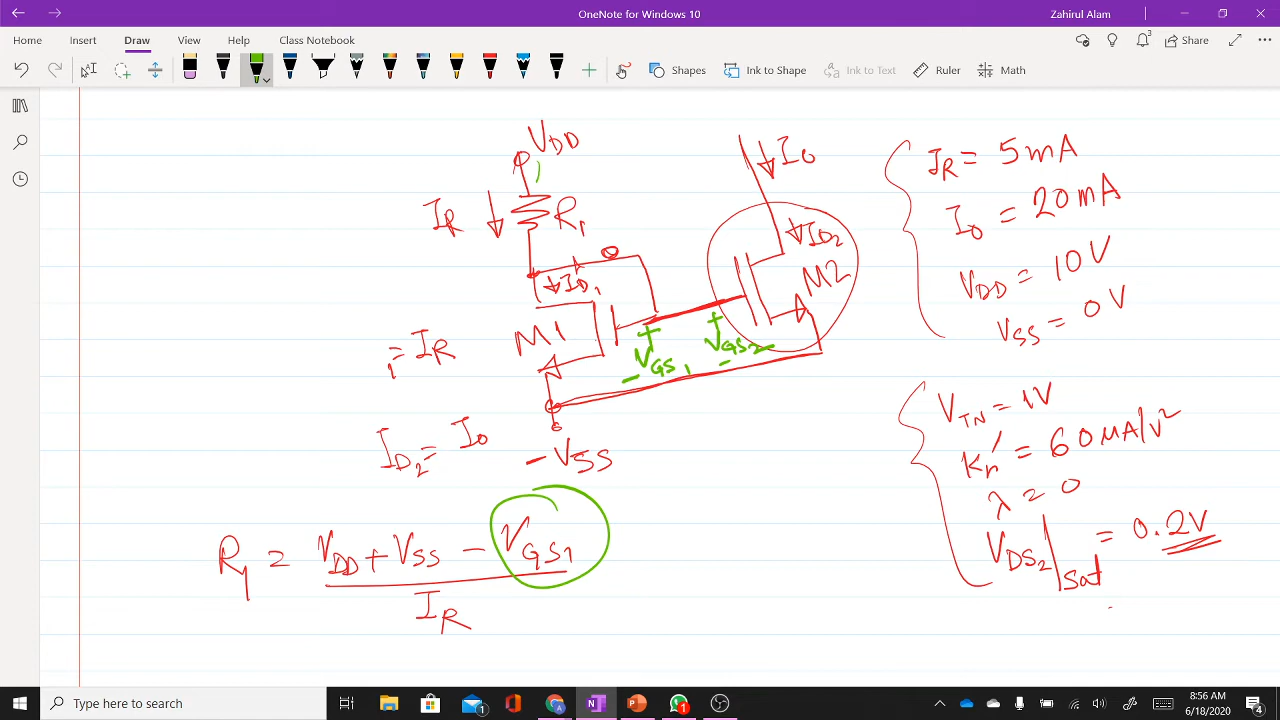 OneNote for Windows 10
Zahirul Alam
Home Insert Draw View Help Class Notebook
Share
Shapes
Ink to Shape
Ink to Text
Ruler
Math
VDD
IR
R1
ID1
M1
= IR
ID2 = I0
-VSS
VGS1
VGS2
I0
ID2
M2
IR = 5mA
I0 = 20mA
VDD = 10V
VSS = 0V
VTN = 1V
Kn' = 60 μA/V²
λ = 0
VDS2|sat = 0.2V
R1 = VDD + VSS - VGS1
IR
Type here to search
8:56 AM
6/18/2020